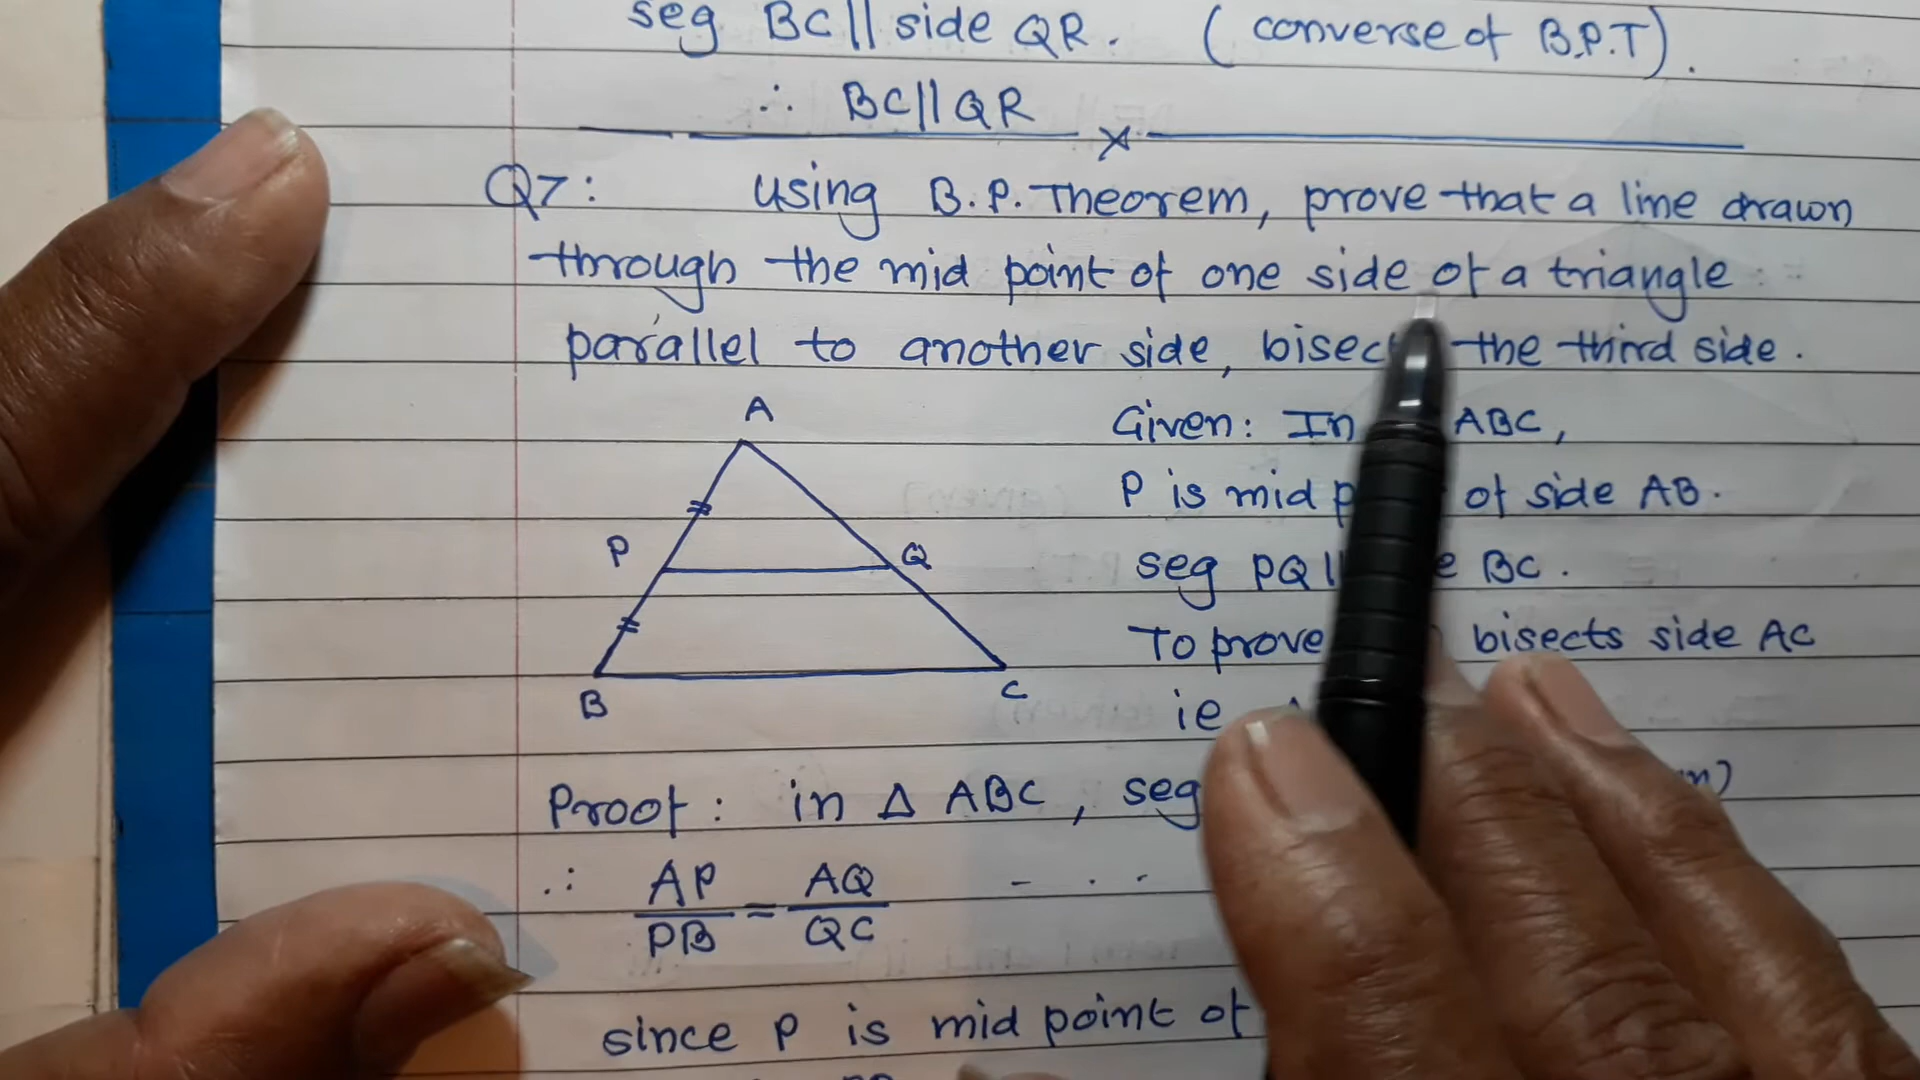 seg BC || side QR. (converse of B.P.T).
∴ BC || QR
x
Q7: using B.P. Theorem, prove that a line drawn
through the mid point of one side of a triangle
parallel to another side, bisect the third side.
A
P
Q
B
C
Given: In ABC,
P is mid of side AB.
seg PQ || BC.
To prove bisects side AC
ie
Proof: in Δ ABC, seg
∴ AP/PB = AQ/QC - . . -
since P is mid point of